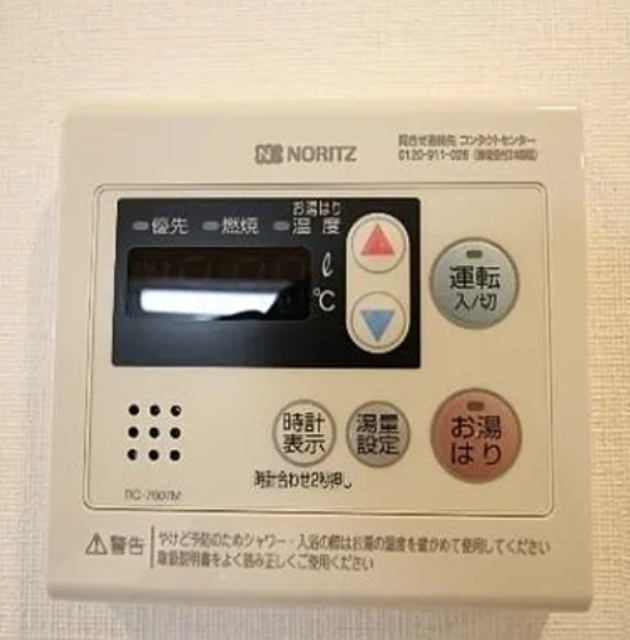 NORITZ
問合せ連絡先 コンタクトセンター
0120-911-026
お湯はり
優先 燃焼 温度
ℓ
℃
運転
入/切
時計
表示
湯量
設定
お湯
はり
時計合わせ2秒押し
RC-7607M
警告
やけど予防のためシャワー・入浴の際はお湯の温度を確かめて使用してください
取扱説明書をよく読み正しくご使用ください